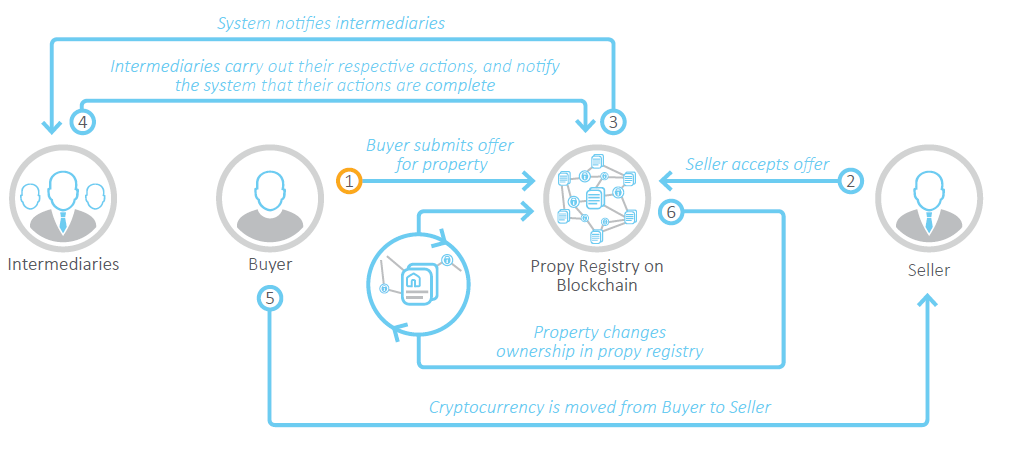 System notifies intermediaries
Intermediaries carry out their respective actions, and notify
the system that their actions are complete
4
3
Buyer submits offer
for property
Seller accepts offer
1
2
6
Intermediaries
Buyer
Propy Registry on
Blockchain
Seller
5
Property changes
ownership in propy registry
Cryptocurrency is moved from Buyer to Seller